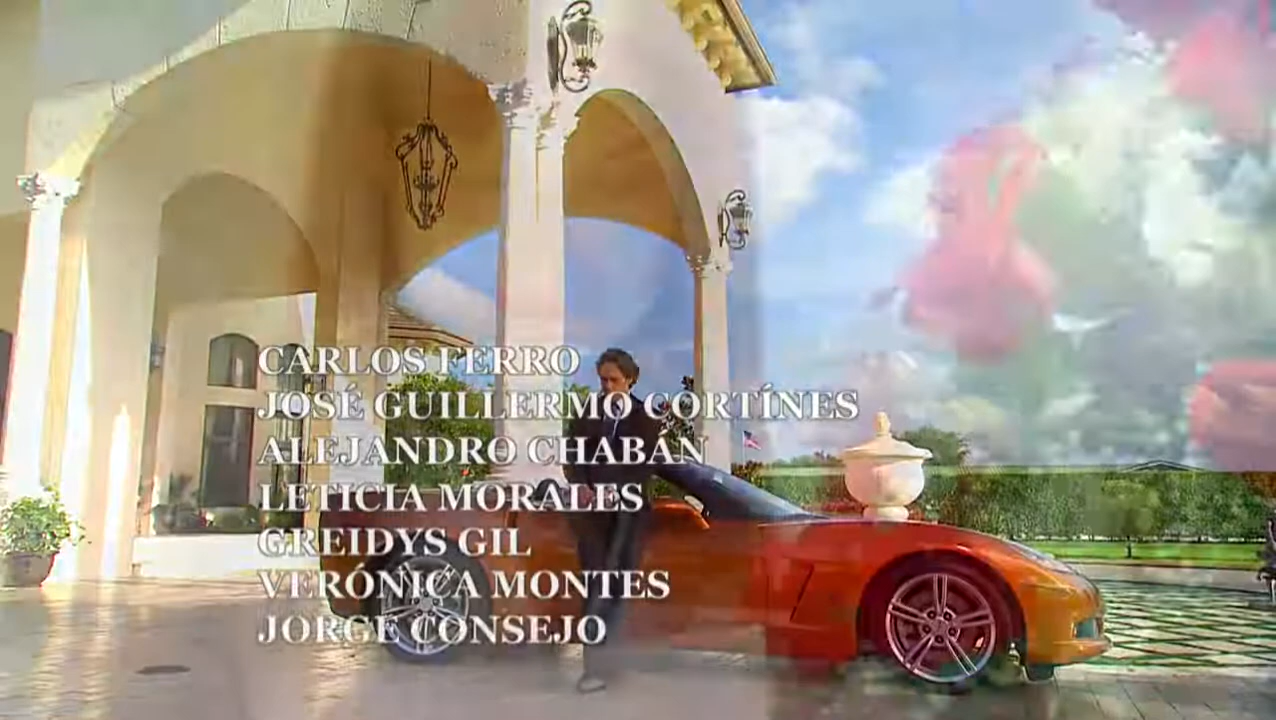 CARLOS FERRO
JOSÉ GUILLERMO CORTÍNES
ALEJANDRO CHABÁN
LETICIA MORALES
GREIDYS GIL
VERÓNICA MONTES
JORGE CONSEJO